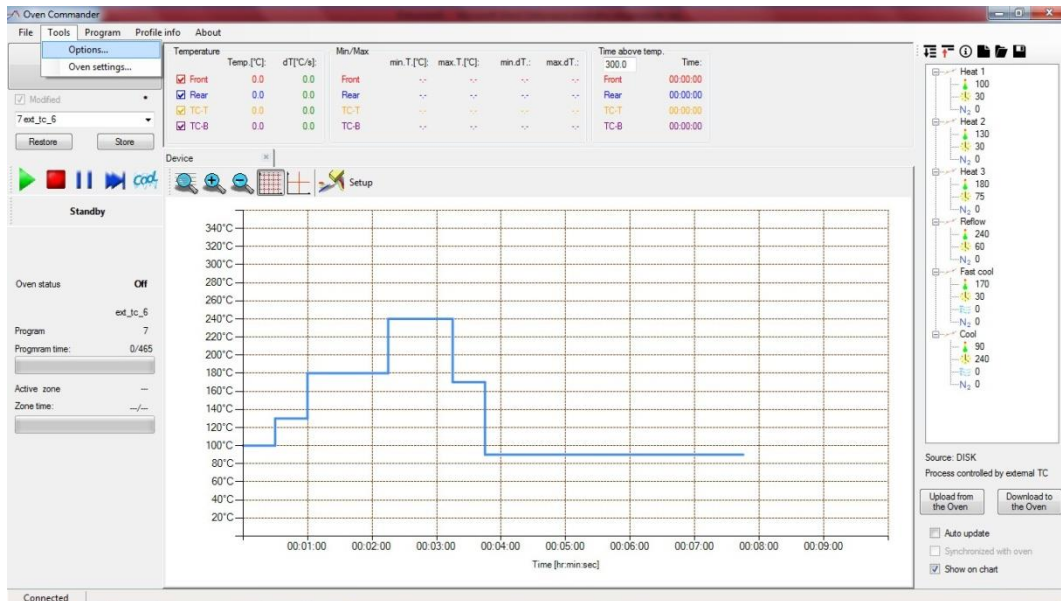 Oven Commander
File Tools Program Profile info About
Options...
Oven settings...
Modified
7 ext_tc_6
Restore Store
cool
Standby
Oven status Off
ext_tc_6
Program 7
Progmram time: 0/465
Active zone ---
Zone time: ---/---
Temperature
Temp.[°C]: dT[°C/s]:
Front 0.0 0.0
Rear 0.0 0.0
TC-T 0.0 0.0
TC-B 0.0 0.0
Min/Max
min.T.[°C]: max.T.[°C]: min.dT.: max.dT.:
Front -.- -.- -.- -.-
Rear -.- -.- -.- -.-
TC-T -.- -.- -.- -.-
TC-B -.- -.- -.- -.-
Time above temp.
300.0 Time:
Front 00:00:00
Rear 00:00:00
TC-T 00:00:00
TC-B 00:00:00
Device
Setup
340°C
320°C
300°C
280°C
260°C
240°C
220°C
200°C
180°C
160°C
140°C
120°C
100°C
80°C
60°C
40°C
20°C
00:01:00 00:02:00 00:03:00 00:04:00 00:05:00 00:06:00 00:07:00 00:08:00 00:09:00
Time [hr:min:sec]
Heat 1
100
30
N₂ 0
Heat 2
130
30
N₂ 0
Heat 3
180
75
N₂ 0
Reflow
240
60
N₂ 0
Fast cool
170
30
0
N₂ 0
Cool
90
240
0
N₂ 0
Source: DISK
Process controlled by external TC
Upload from the Oven
Download to the Oven
Auto update
Synchronized with oven
Show on chart
Connected